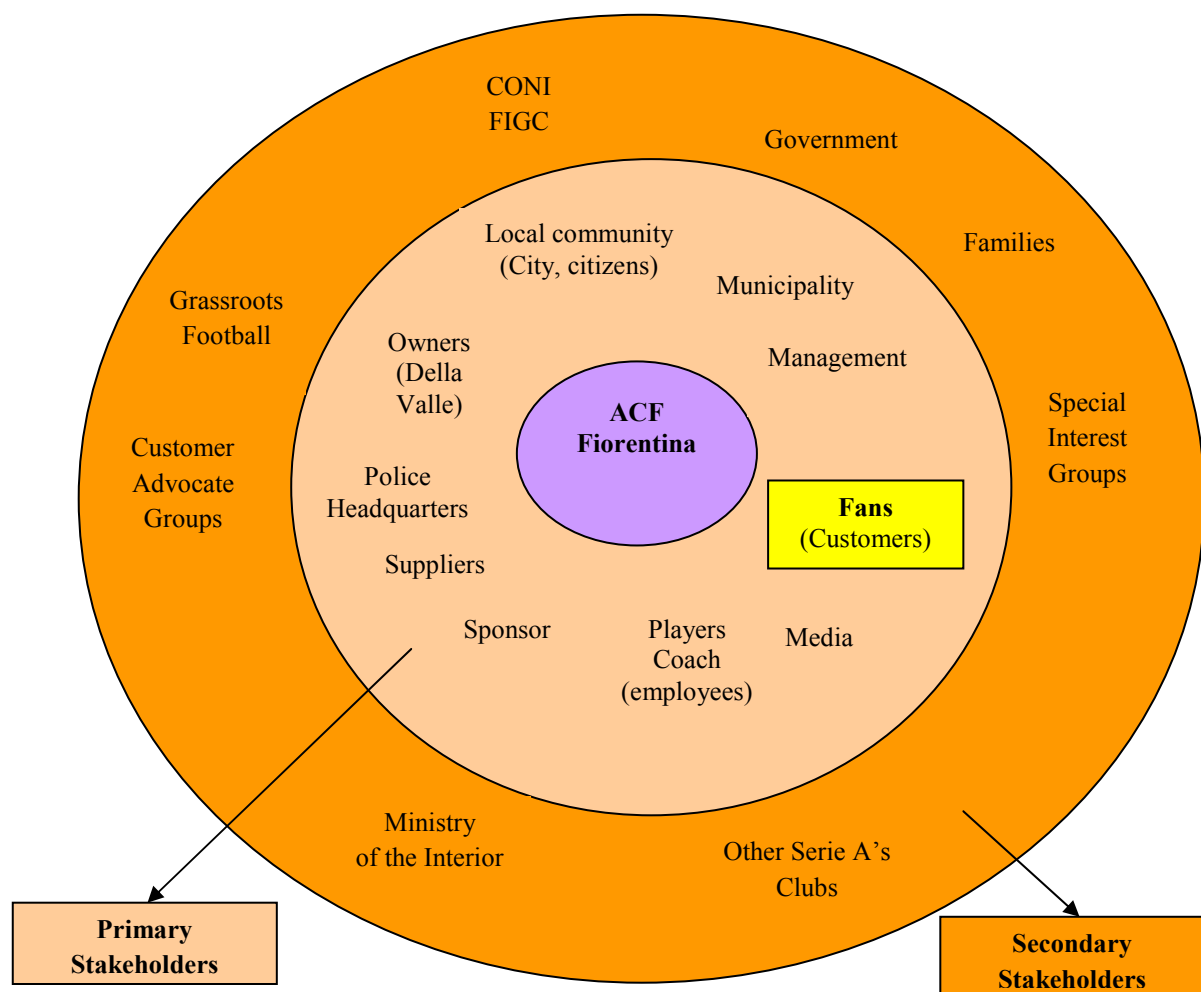 CONI
FIGC
Government
Families
Grassroots
Football
Customer
Advocate
Groups
Special
Interest
Groups
Local community
(City, citizens)
Municipality
Management
Owners
(Della
Valle)
ACF
Fiorentina
Police
Headquarters
Fans
(Customers)
Suppliers
Sponsor
Players
Coach
(employees)
Media
Ministry
of the Interior
Other Serie A’s
Clubs
Primary
Stakeholders
Secondary
Stakeholders